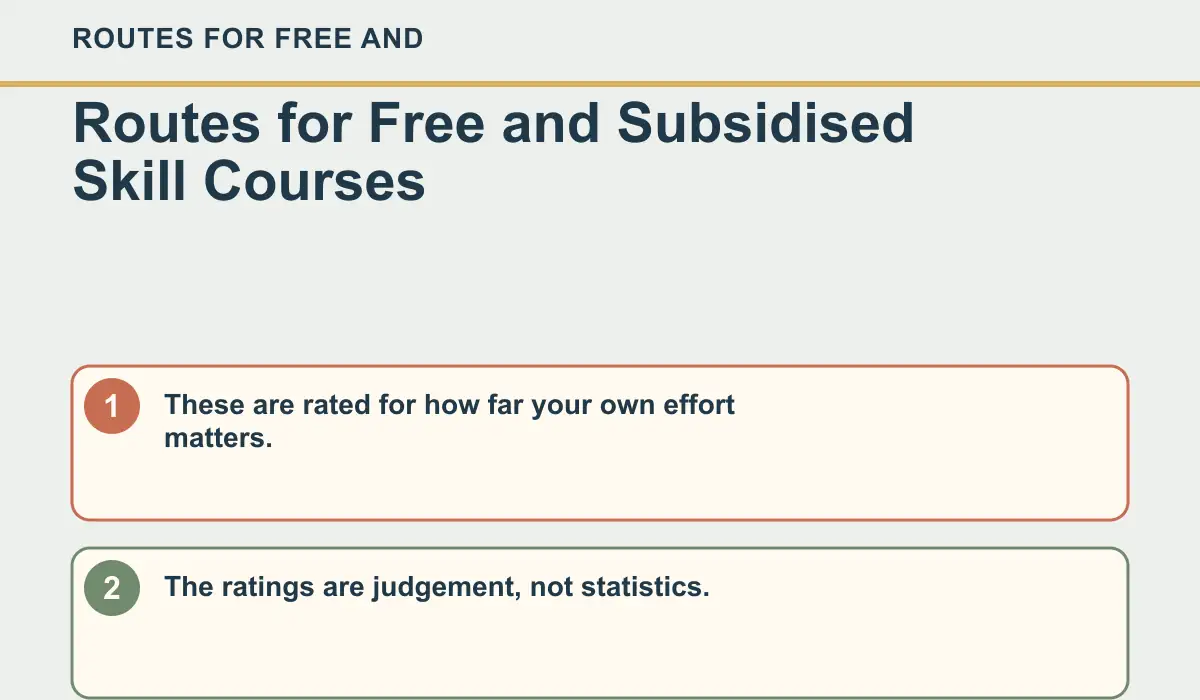 ROUTES FOR FREE AND
Routes for Free and Subsidised
Skill Courses
1
These are rated for how far your own effort
matters.
2
The ratings are judgement, not statistics.